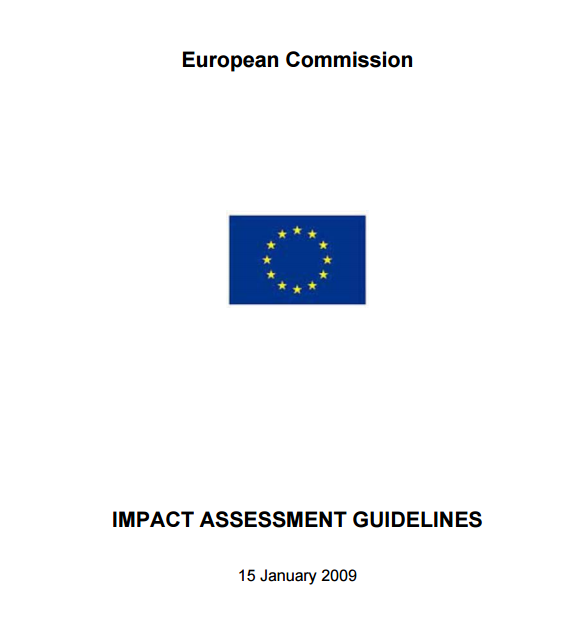 European Commission
IMPACT ASSESSMENT GUIDELINES
15 January 2009